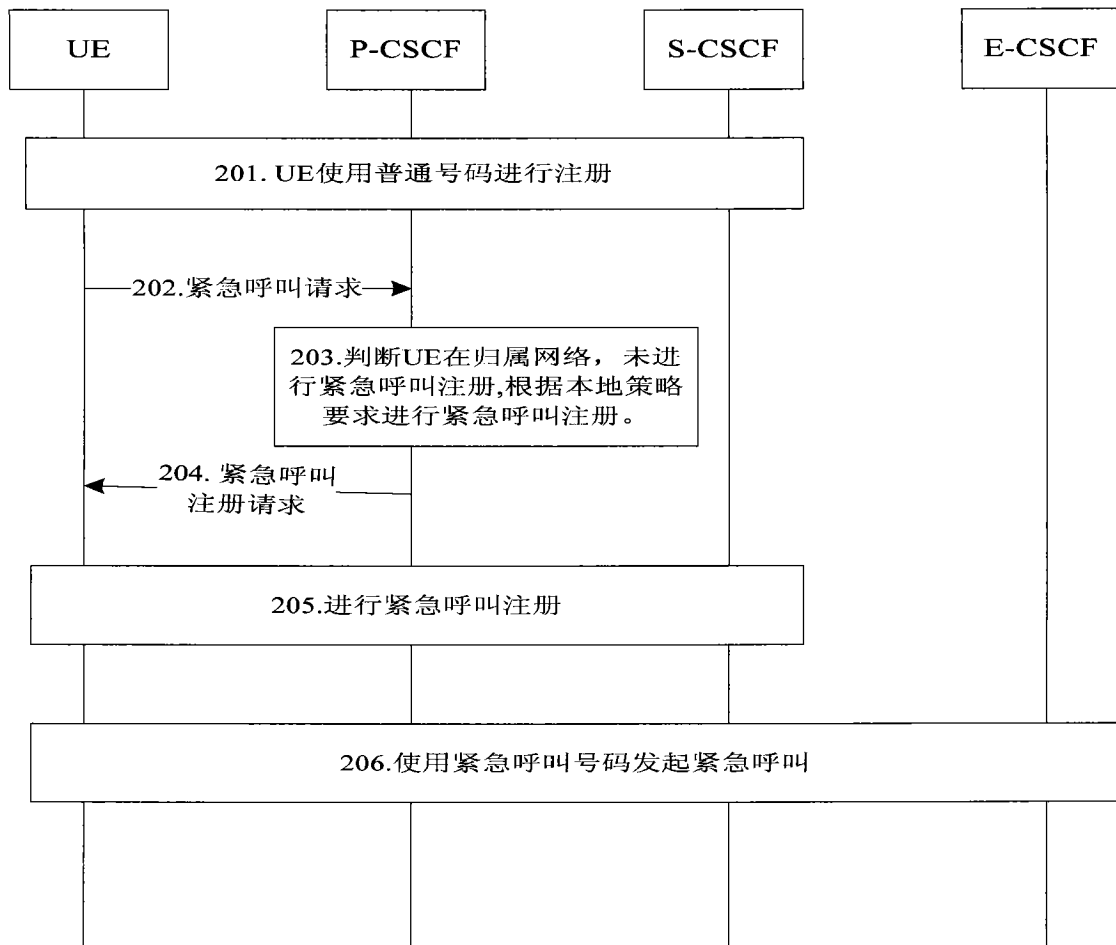 UE
P-CSCF
S-CSCF
E-CSCF
201. UE使用普通号码进行注册
202.紧急呼叫请求
203.判断UE在归属网络，未进
行紧急呼叫注册,根据本地策略
要求进行紧急呼叫注册。
204. 紧急呼叫
注册请求
205.进行紧急呼叫注册
206.使用紧急呼叫号码发起紧急呼叫